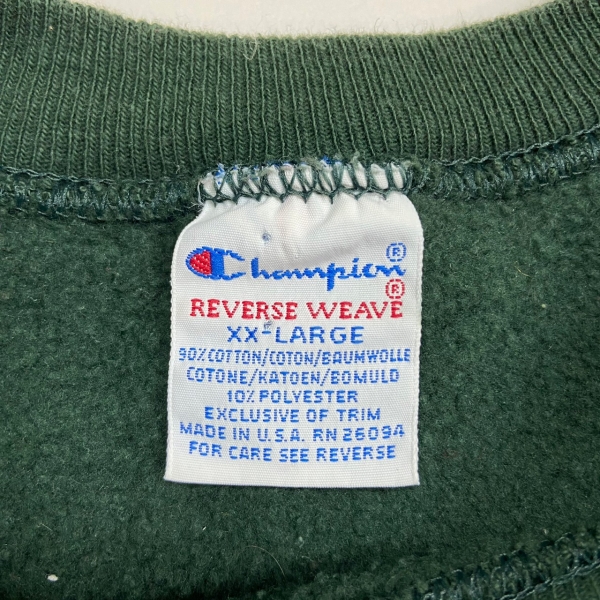 Champion®
REVERSE WEAVE®
XX-LARGE
90% COTTON/COTON/BAUMWOLLE
COTONE/KATOEN/BOMULD
10% POLYESTER
EXCLUSIVE OF TRIM
MADE IN U.S.A. RN 26094
FOR CARE SEE REVERSE